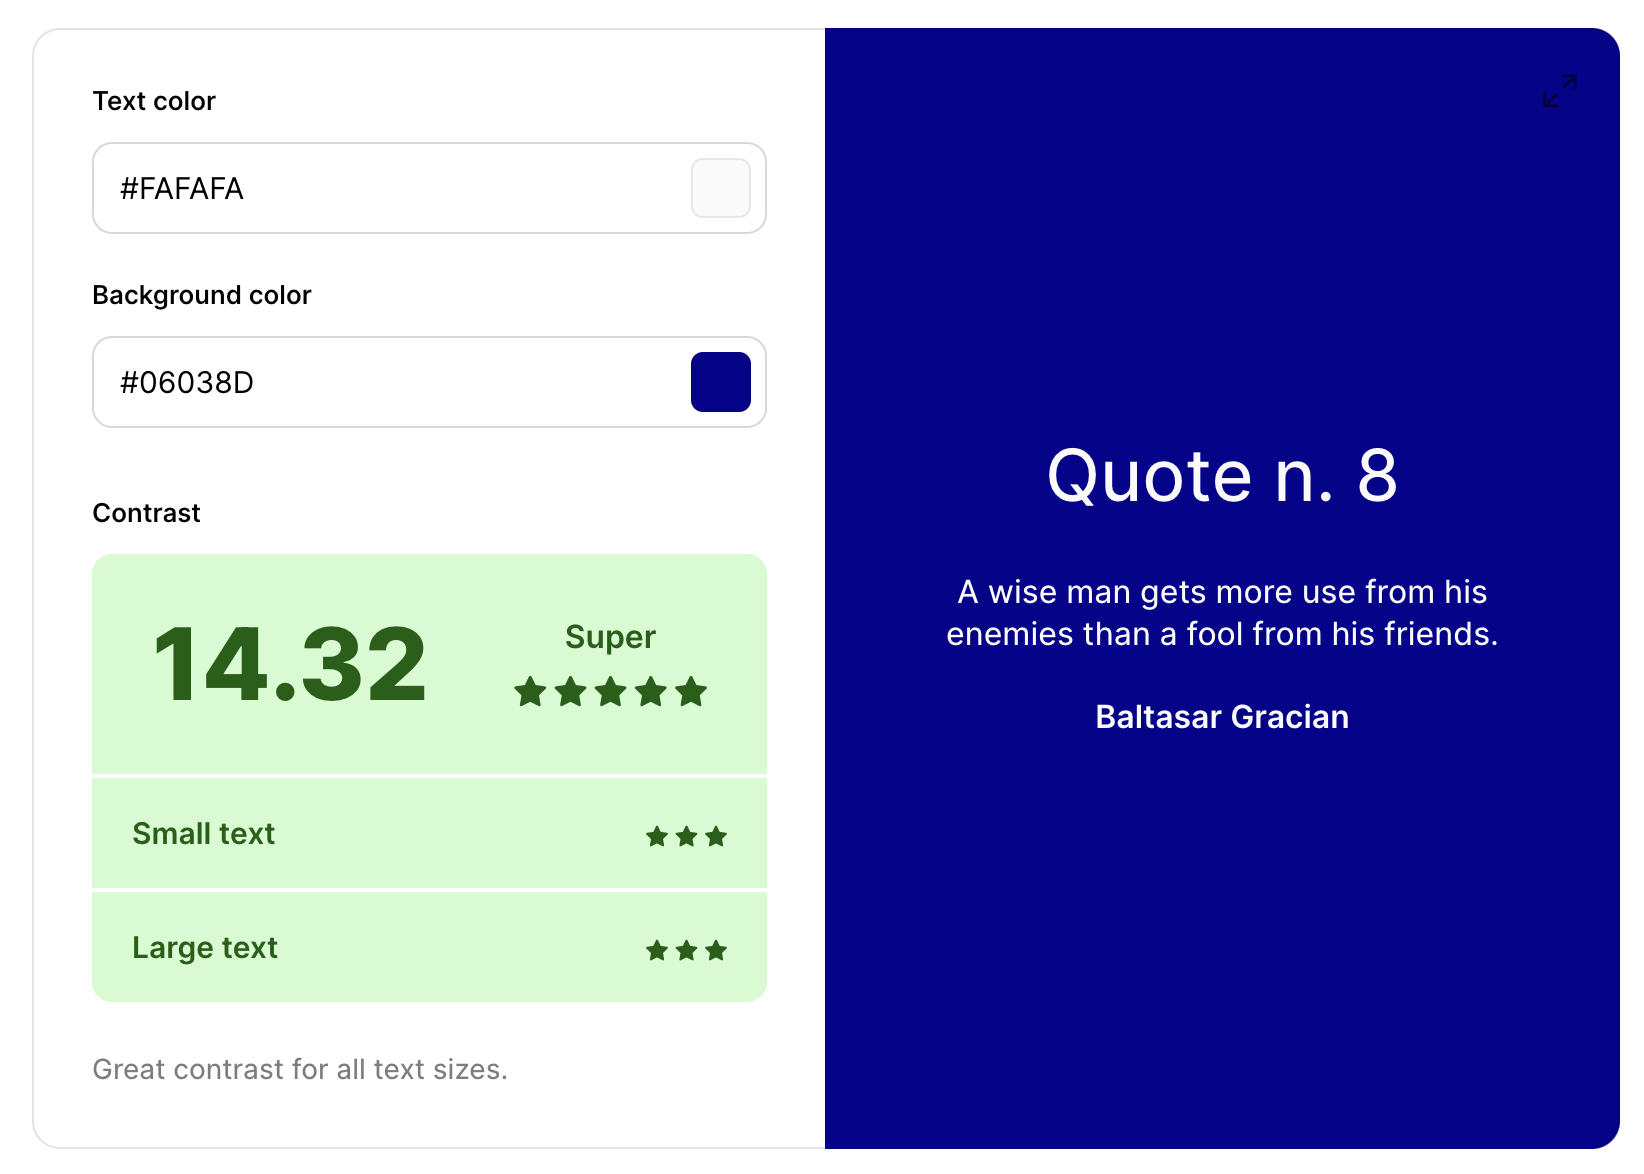 Text color
#FAFAFA
Background color
#06038D
Contrast
14.32
Super
Small text
Large text
Great contrast for all text sizes.
Quote n. 8
A wise man gets more use from his
enemies than a fool from his friends.
Baltasar Gracian